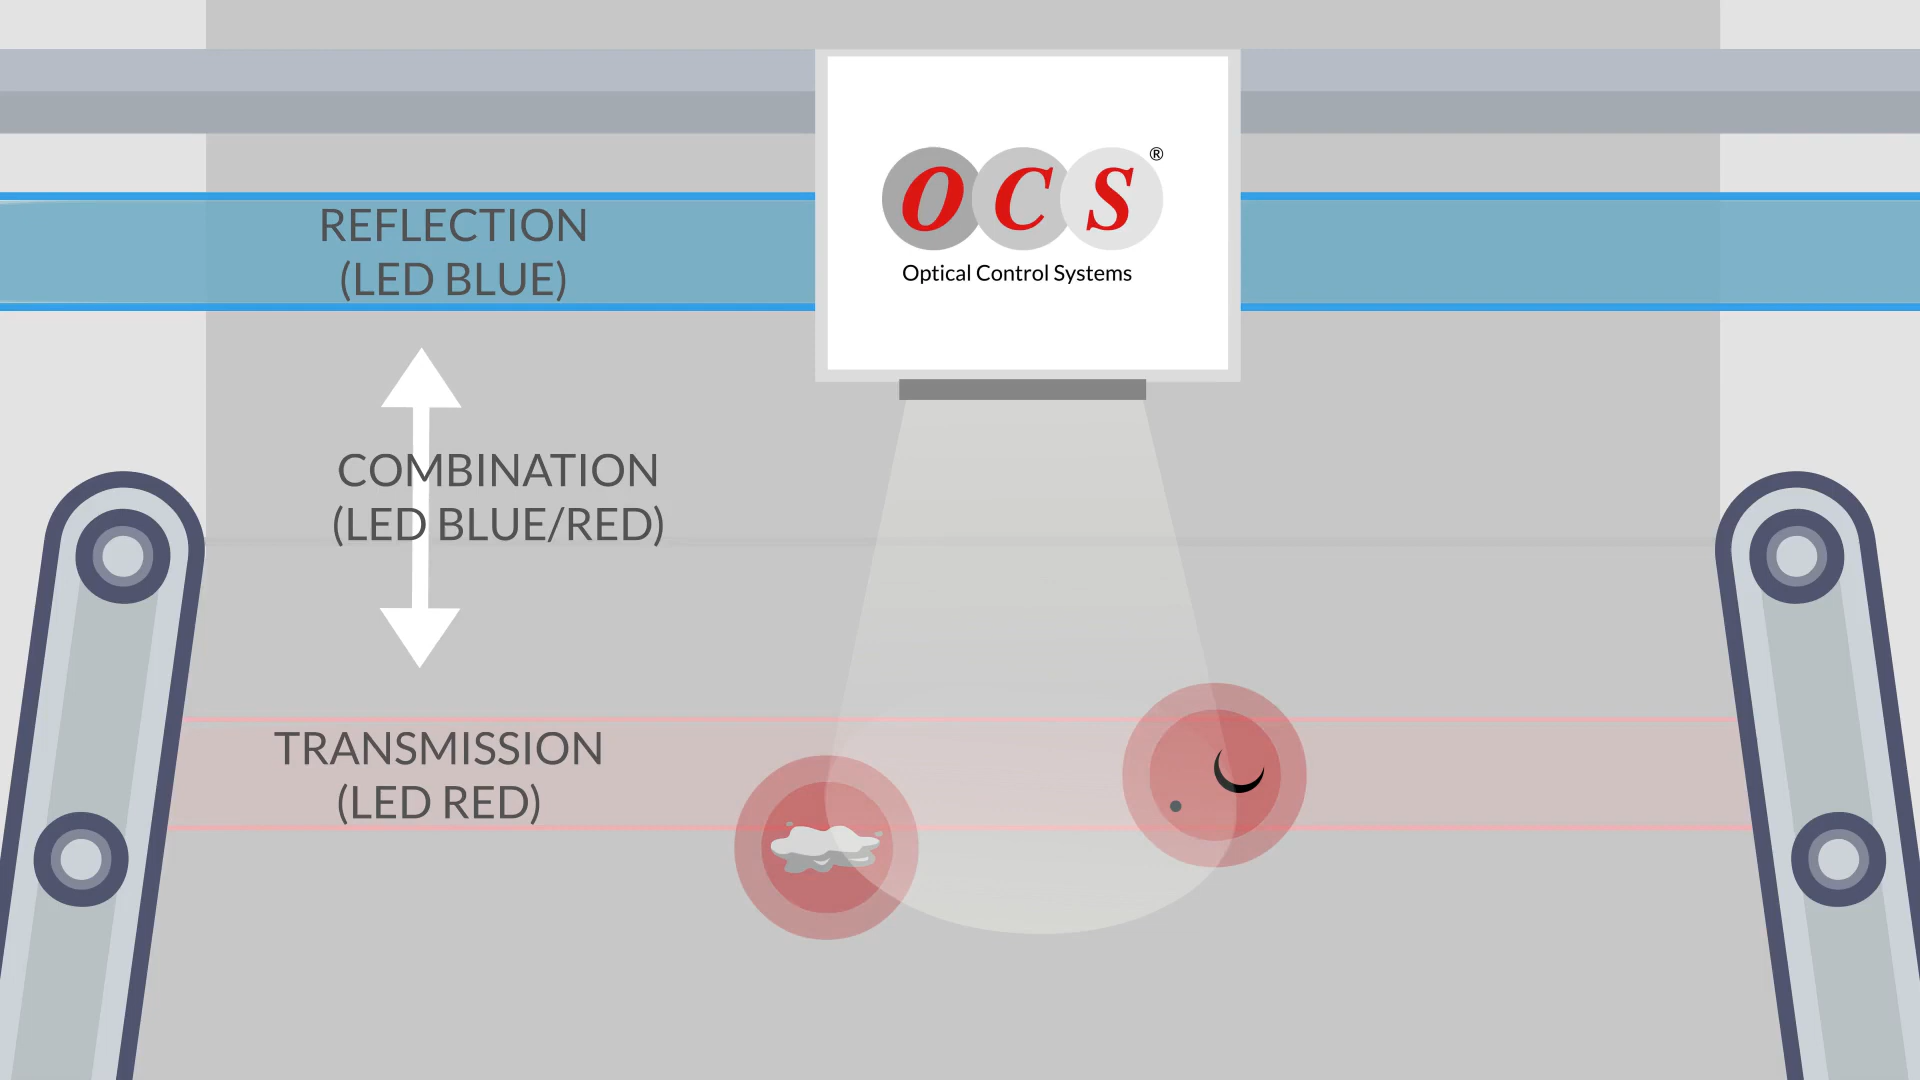 OCS®
Optical Control Systems
REFLECTION
(LED BLUE)
COMBINATION
(LED BLUE/RED)
TRANSMISSION
(LED RED)